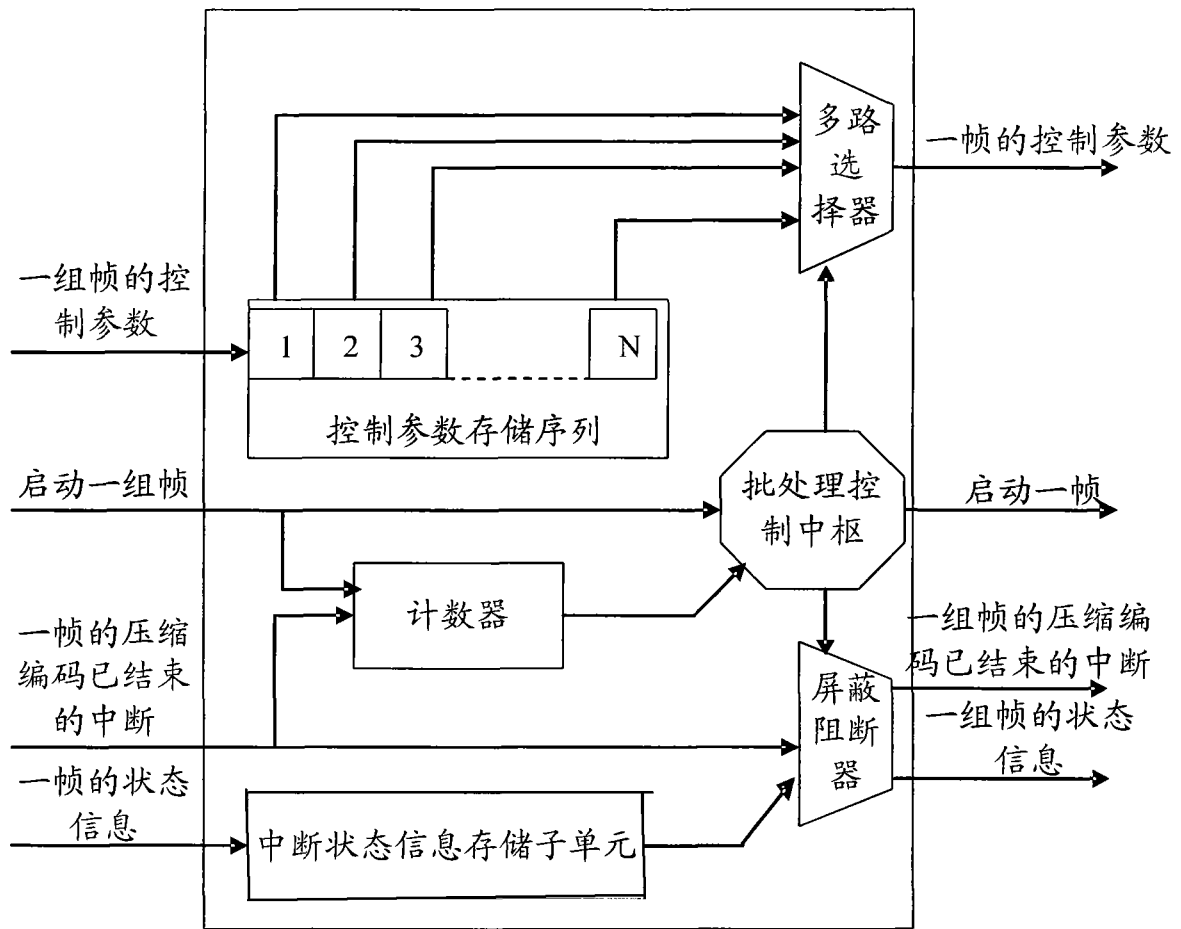 多路
选
择器
一帧的控制参数
一组帧的控
制参数
1 2 3 N
控制参数存储序列
启动一组帧
批处理控
制中枢
启动一帧
计数器
一帧的压缩
编码已结束
的中断
一组帧的压缩编
码已结束的中断
屏蔽
阻断
器
一组帧的状态
信息
一帧的状态
信息
中断状态信息存储子单元